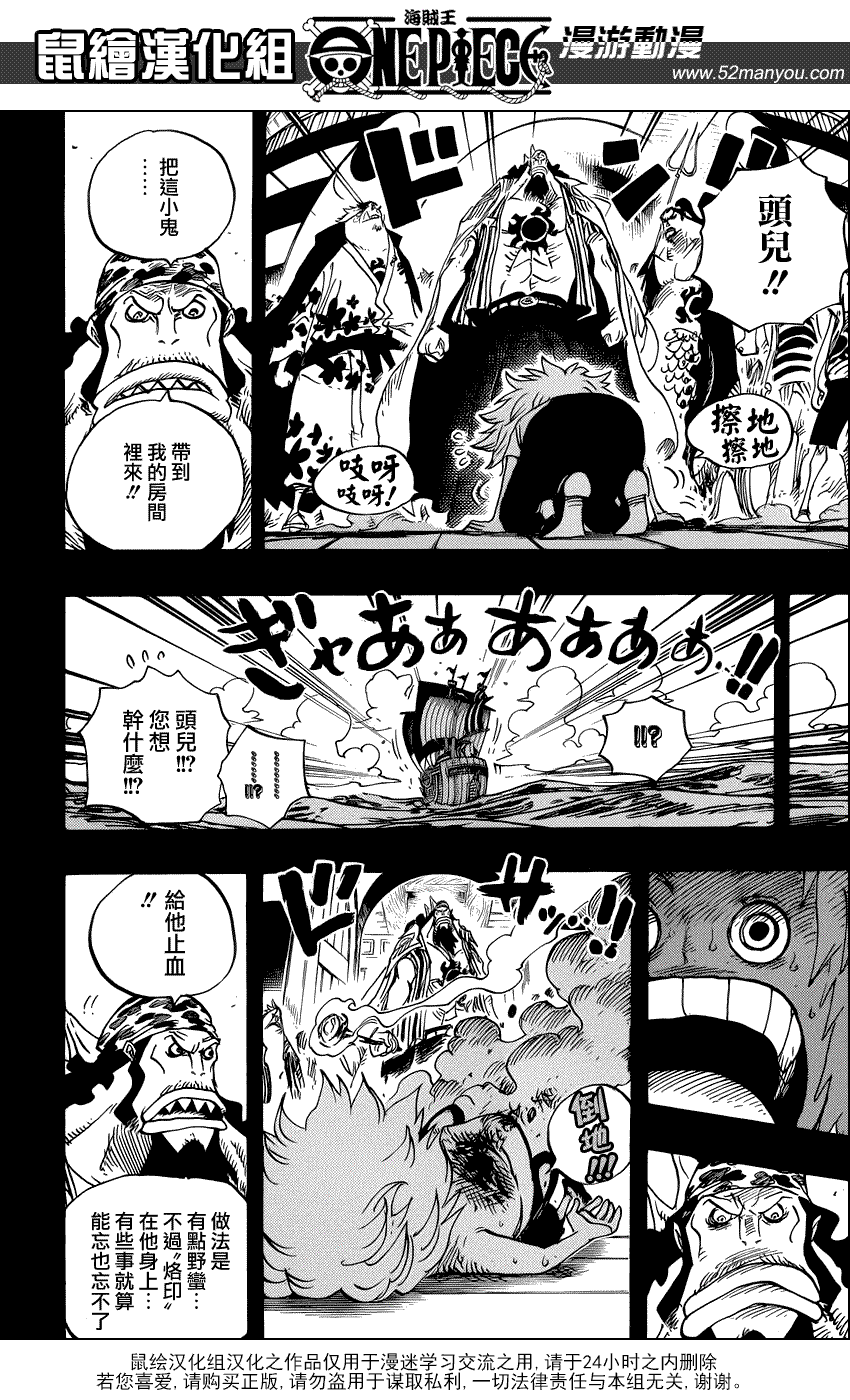 鼠繪漢化組
海賊王
ONE PIECE
漫游動漫
www.52manyou.com
ドン!!
頭兒!!
擦地
擦地
吱呀
吱呀!
把這小鬼
……
帶到
我的房間
裡來!!
ギャあぁああぁぁ…!!
!!?
………
………
!!?
頭兒!!?
您想
幹什麼!!?
ドサッ…!!
倒地!!!
給他止血
!!
做法是
有點野蠻…
不過〝烙印〞
在他身上…
有些事就算
能忘也忘不了
鼠绘汉化组汉化之作品仅用于漫迷学习交流之用, 请于24小时之内删除
若您喜爱, 请购买正版, 请勿盗用于谋取私利, 一切法律责任与本组无关, 谢谢。